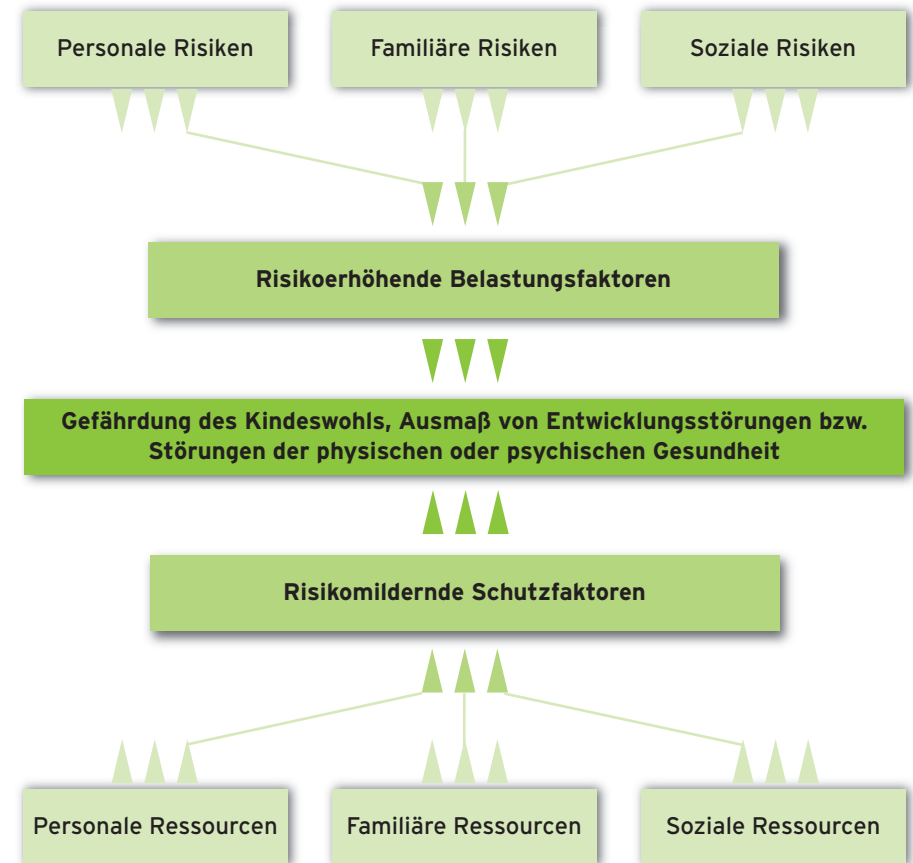 Personale Risiken
Familiäre Risiken
Soziale Risiken
Risikoerhöhende Belastungsfaktoren
Gefährdung des Kindeswohls, Ausmaß von Entwicklungsstörungen bzw.
Störungen der physischen oder psychischen Gesundheit
Risikomildernde Schutzfaktoren
Personale Ressourcen
Familiäre Ressourcen
Soziale Ressourcen